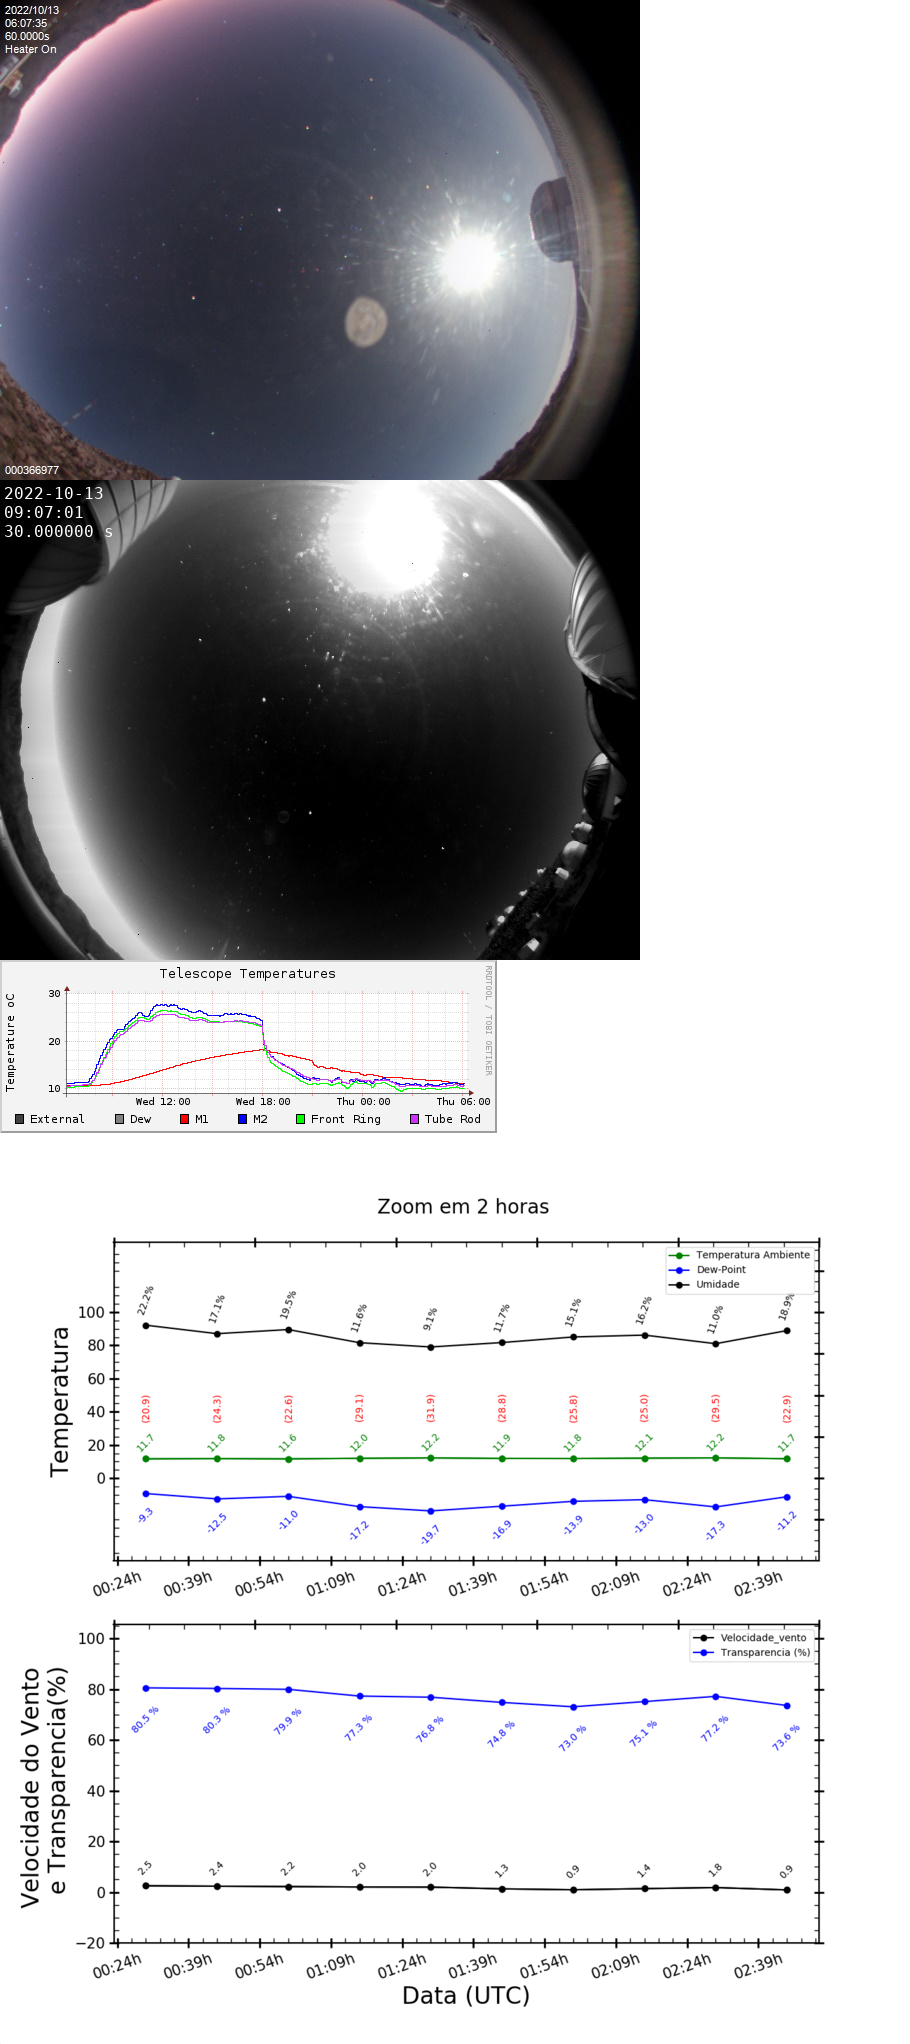 2022/10/13
06:07:35
60.0000s
Heater On
000366977
2022-10-13
09:07:01
30.000000 s
Telescope Temperatures
RRDTOOL / TOBI OETIKER
Temperature oC
30
20
10
Wed 12:00 Wed 18:00 Thu 00:00 Thu 06:00
External Dew M1 M2 Front Ring Tube Rod
Zoom em 2 horas
Temperatura Ambiente
Dew-Point
Umidade
Temperatura
100
80
60
40
20
0
22.2% 17.1% 19.5% 11.6% 9.1% 11.7% 15.1% 16.2% 11.0% 18.9%
(20.9) (24.3) (22.6) (29.1) (31.9) (28.8) (25.8) (25.0) (29.5) (22.9)
11.7 11.8 11.6 12.0 12.2 11.9 11.8 12.1 12.2 11.7
-9.3 -12.5 -11.0 -17.2 -19.7 -16.9 -13.9 -13.0 -17.3 -11.2
00:24h 00:39h 00:54h 01:09h 01:24h 01:39h 01:54h 02:09h 02:24h 02:39h
Velocidade_vento
Transparencia (%)
Velocidade do Vento
e Transparencia(%)
100
80
60
40
20
0
−20
80.5 % 80.3 % 79.9 % 77.3 % 76.8 % 74.8 % 73.0 % 75.1 % 77.2 % 73.6 %
2.5 2.4 2.2 2.0 2.0 1.3 0.9 1.4 1.8 0.9
00:24h 00:39h 00:54h 01:09h 01:24h 01:39h 01:54h 02:09h 02:24h 02:39h
Data (UTC)